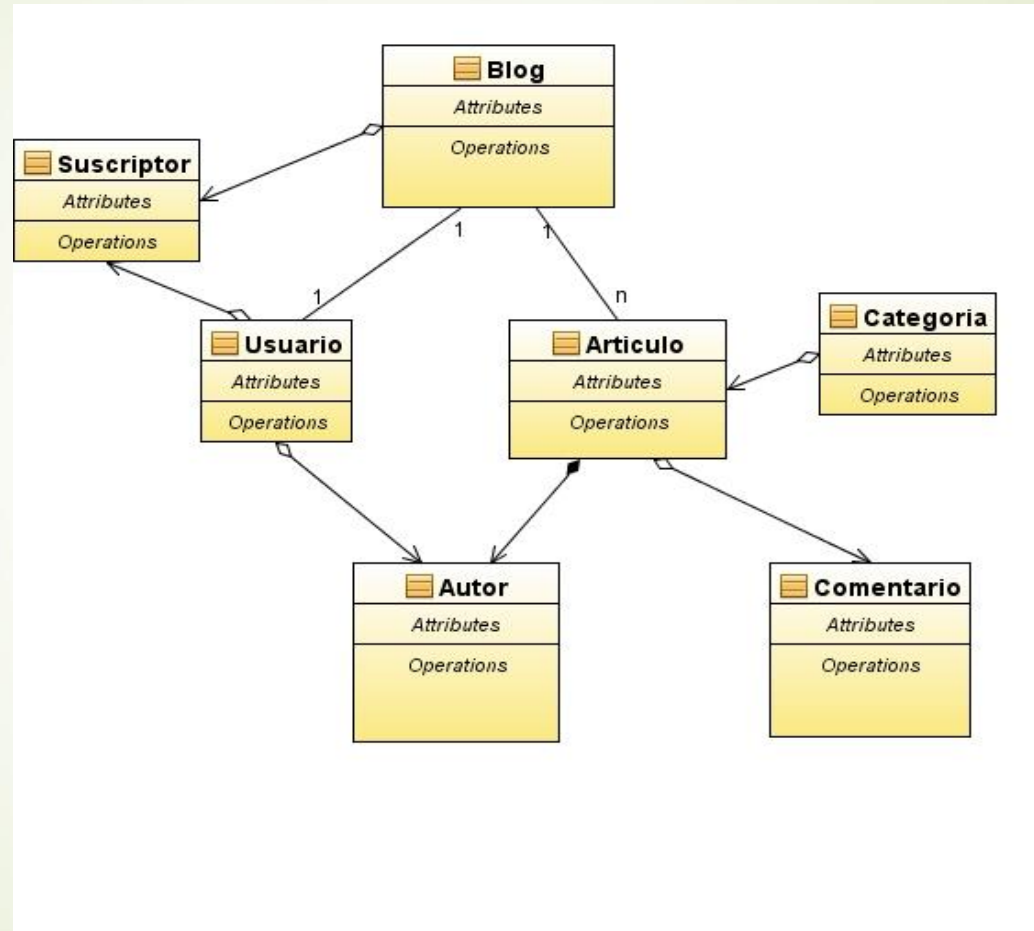 Blog
Attributes
Operations
Suscriptor
Attributes
Operations
1
1
1
n
Usuario
Attributes
Operations
Articulo
Attributes
Operations
Categoria
Attributes
Operations
Autor
Attributes
Operations
Comentario
Attributes
Operations